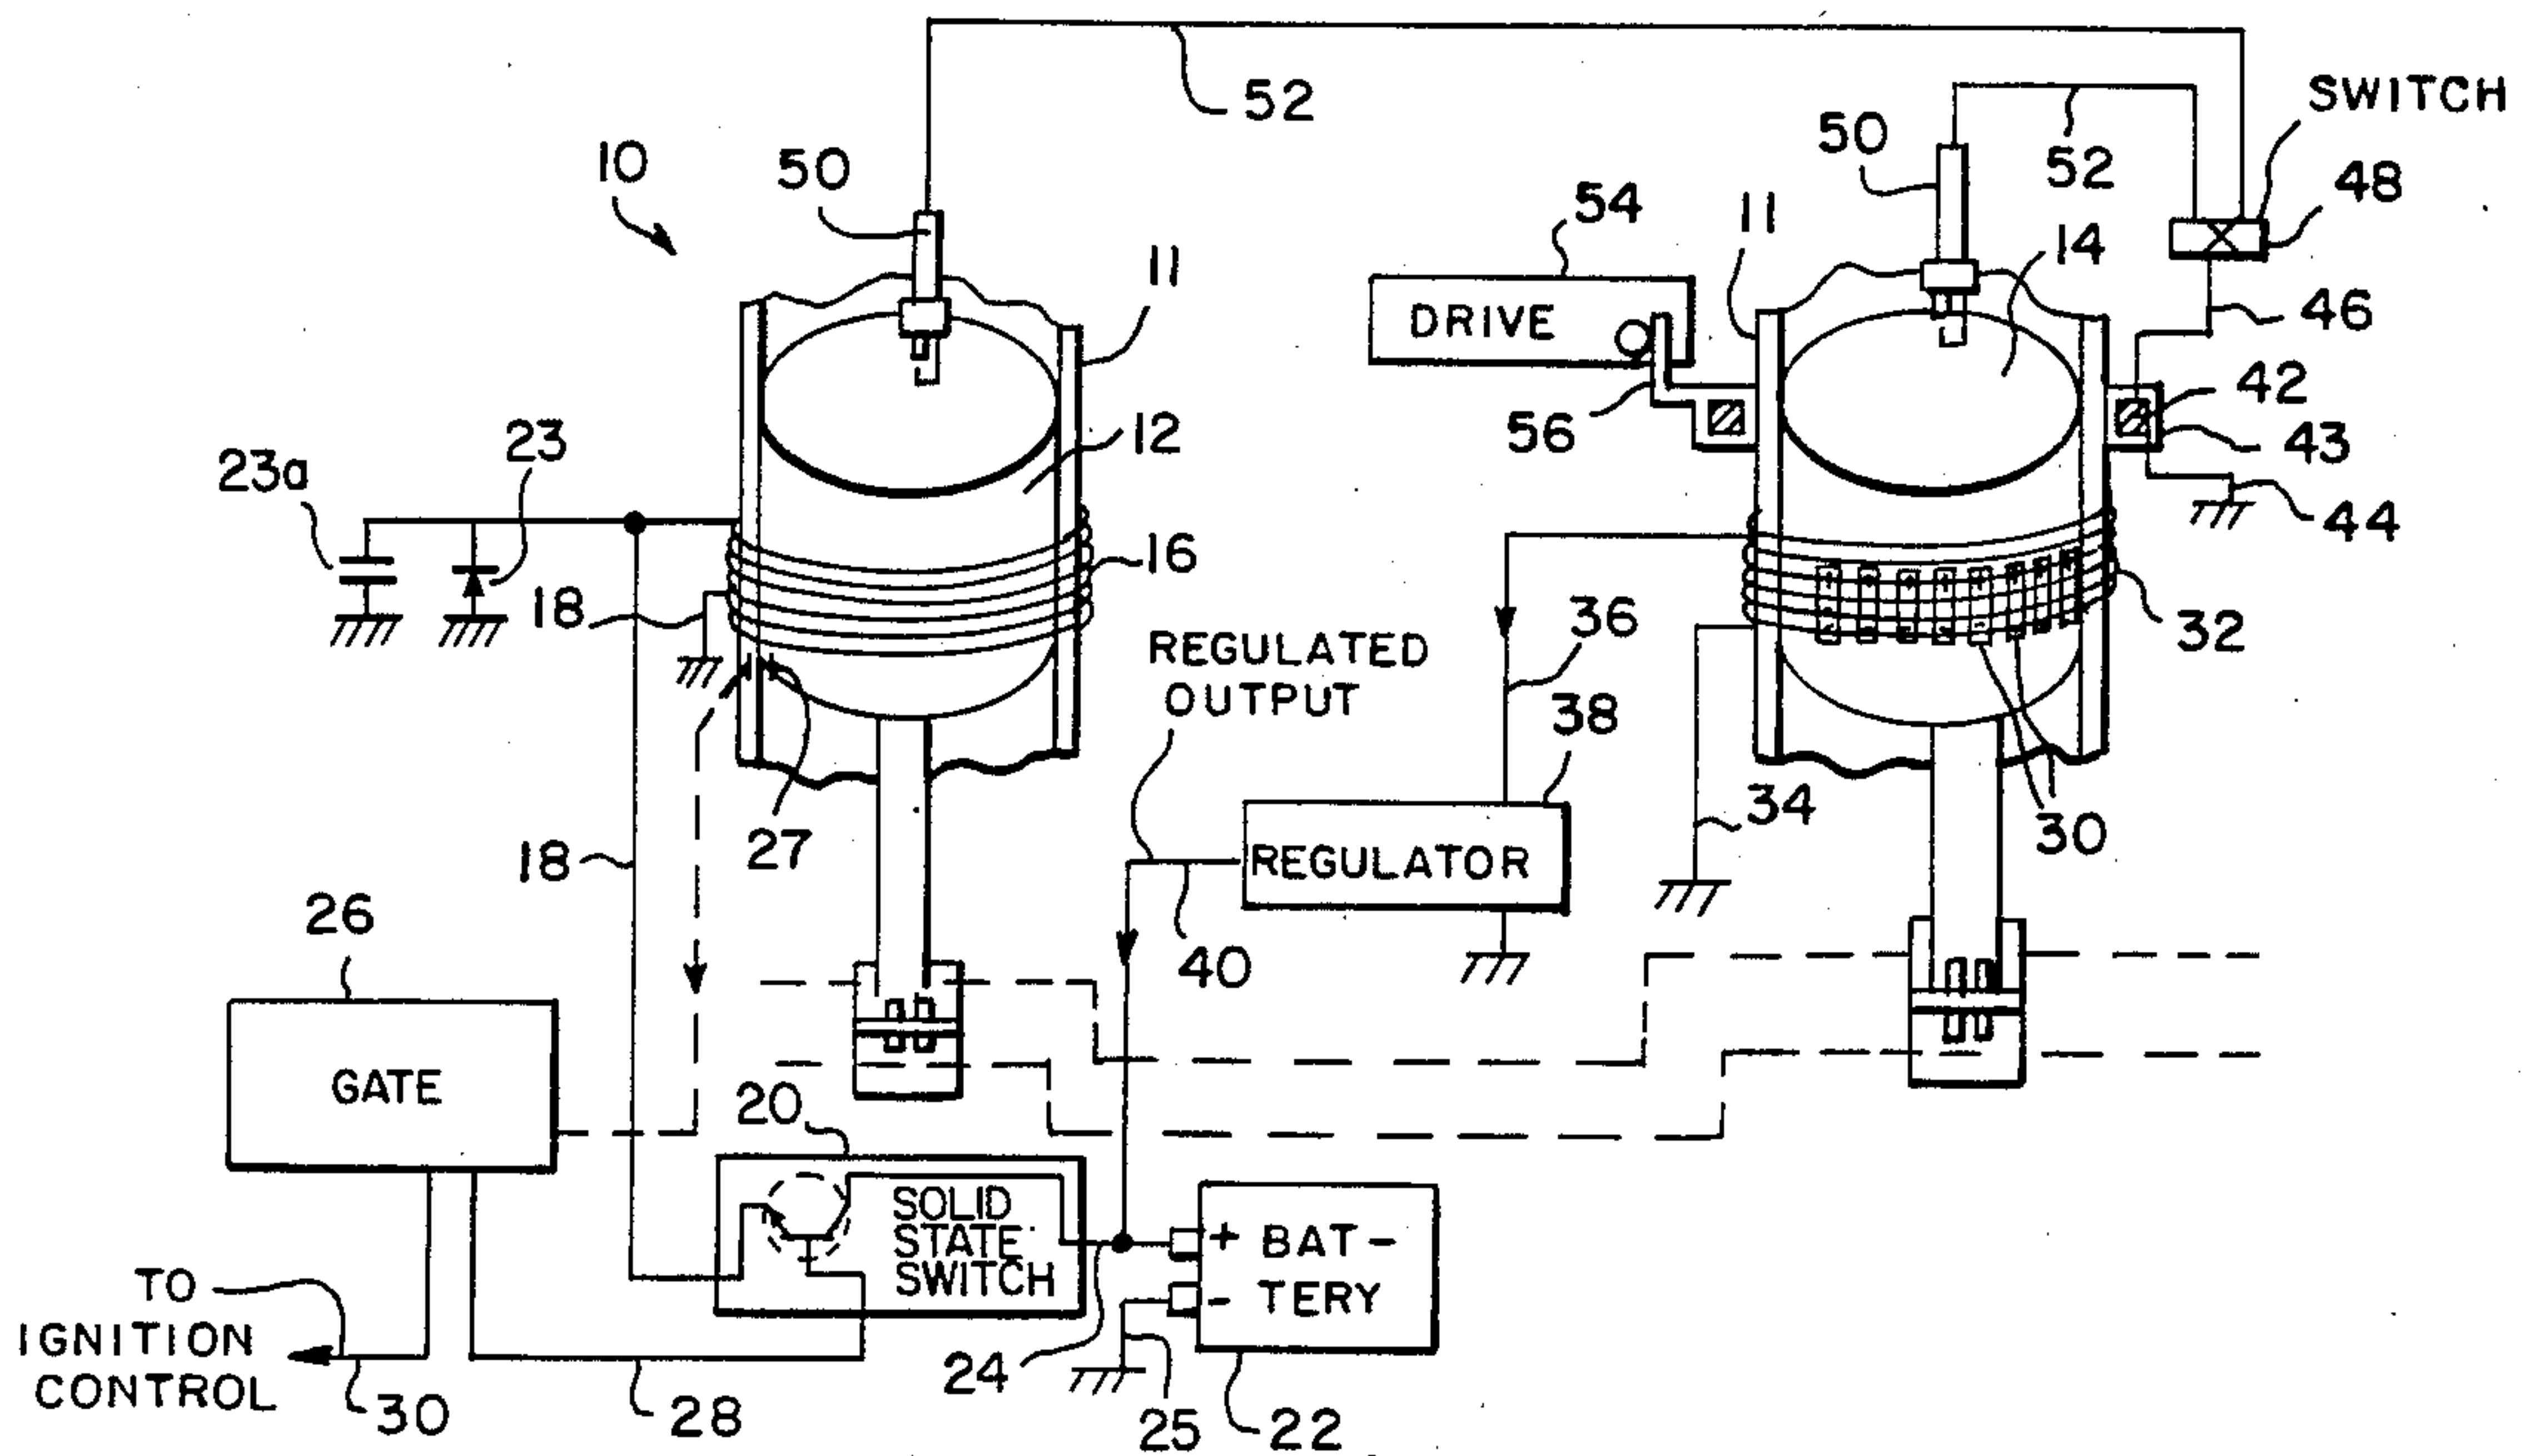 52
SWITCH
10
50
50
52
48
54
11
14
11
DRIVE
46
12
56
42
43
23a
23
44
16
18
36
32
REGULATED
OUTPUT
38
27
34
30
18
REGULATOR
26
40
GATE
20
SOLID
STATE
SWITCH
+ BAT-
- TERY
TO
IGNITION
CONTROL
30
28
24
25
22